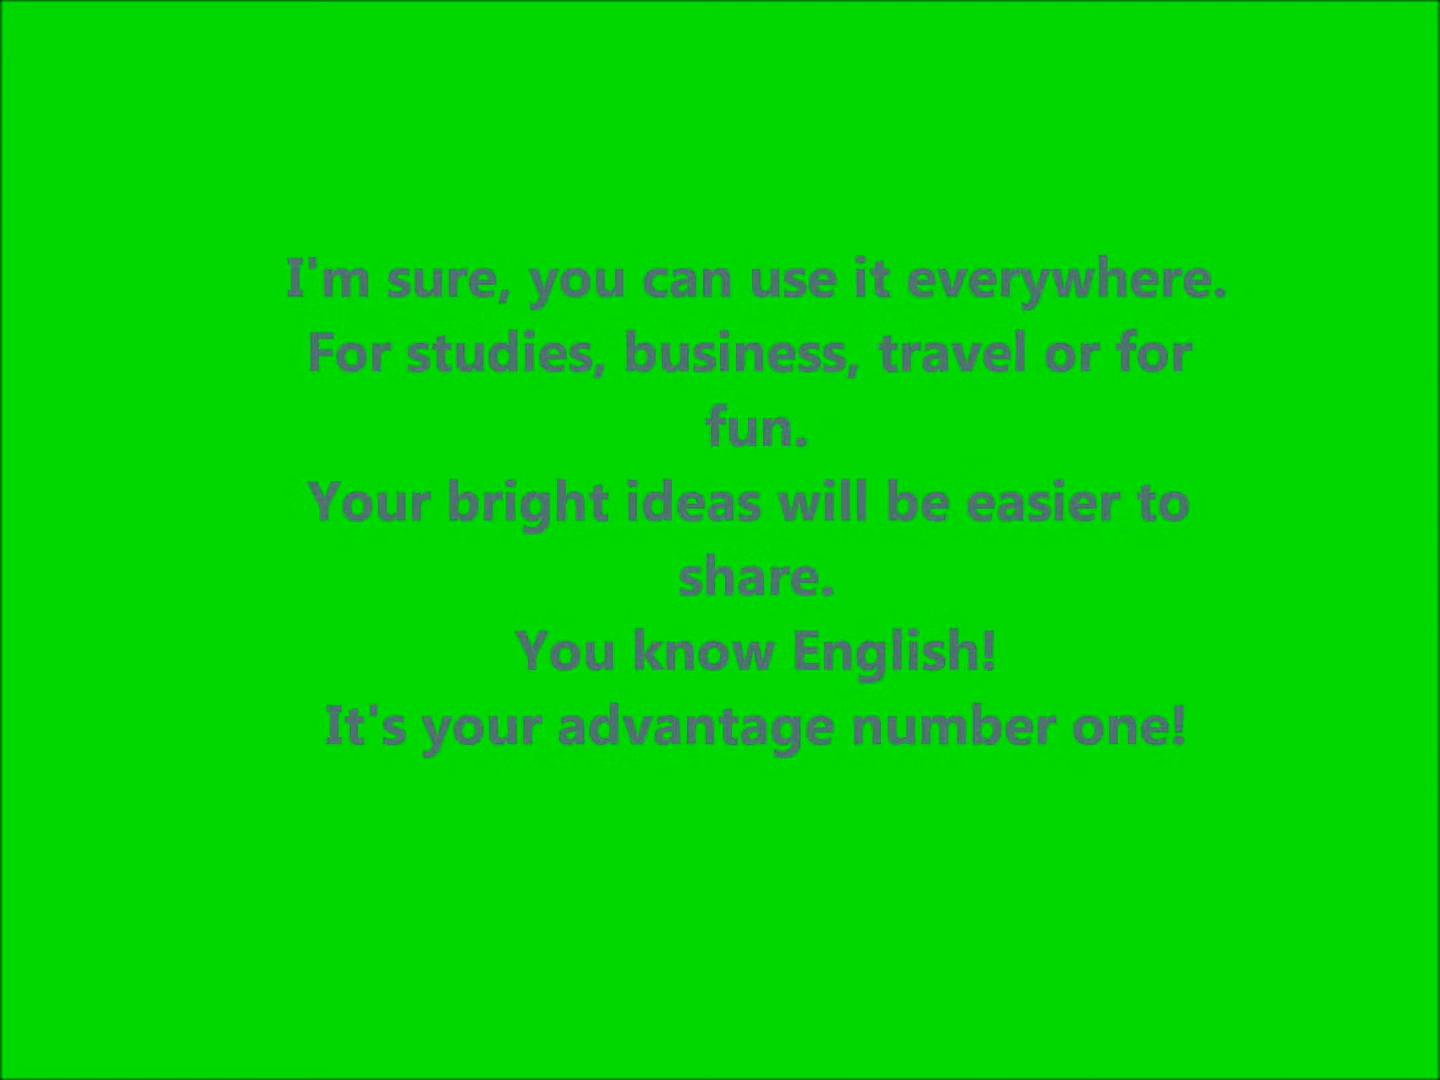 I'm sure, you can use it everywhere.
For studies, business, travel or for
fun.
Your bright ideas will be easier to
share.
You know English!
It's your advantage number one!